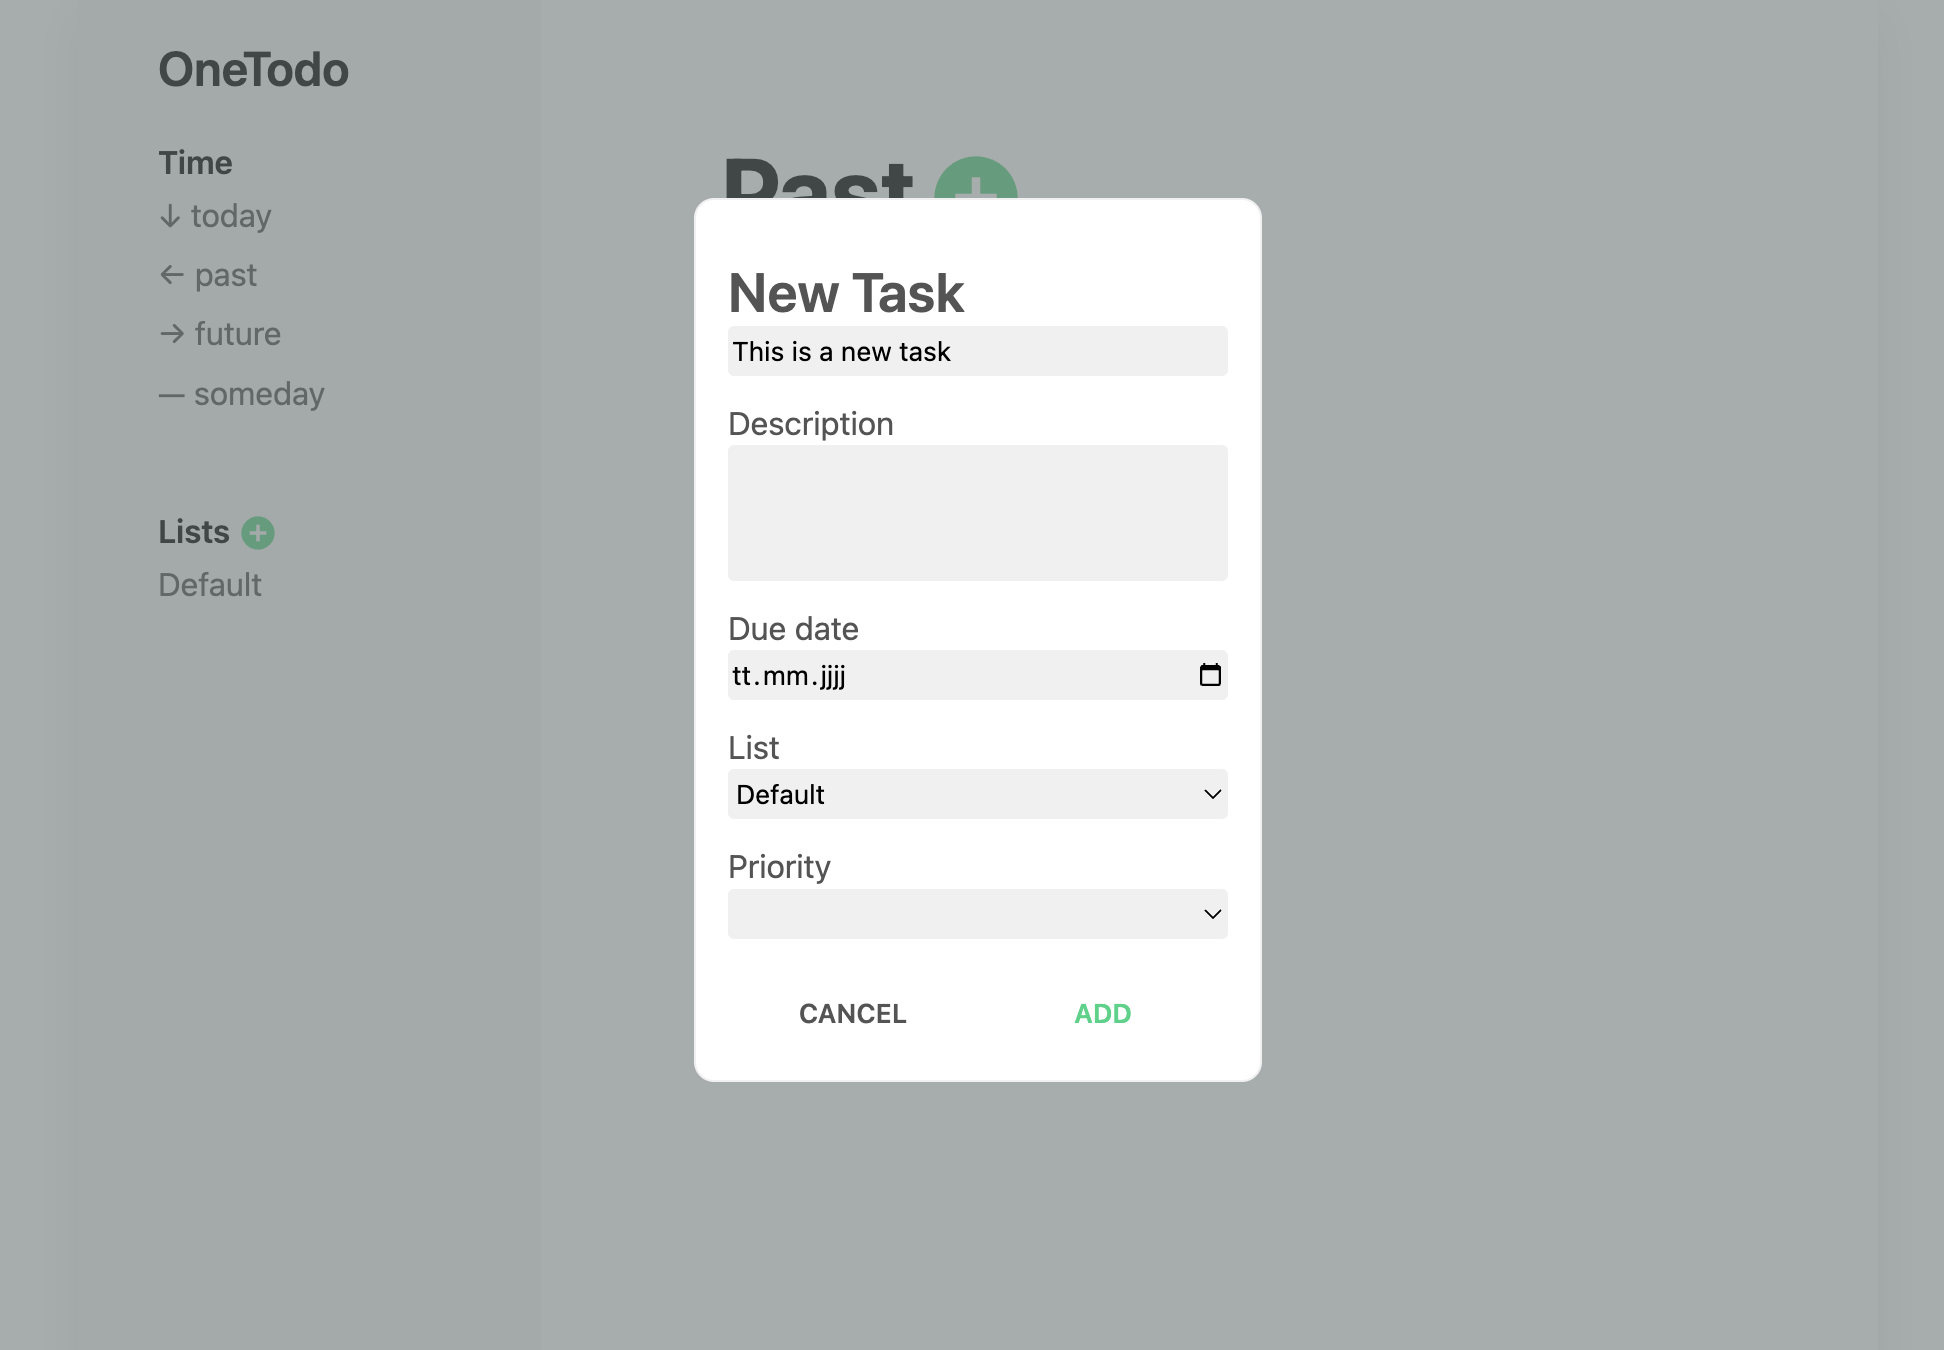 OneTodo
Time
↓ today
← past
→ future
— someday
Lists +
Default
Past +
New Task
This is a new task
Description
Due date
tt.mm.jjjj
List
Default
Priority
CANCEL
ADD